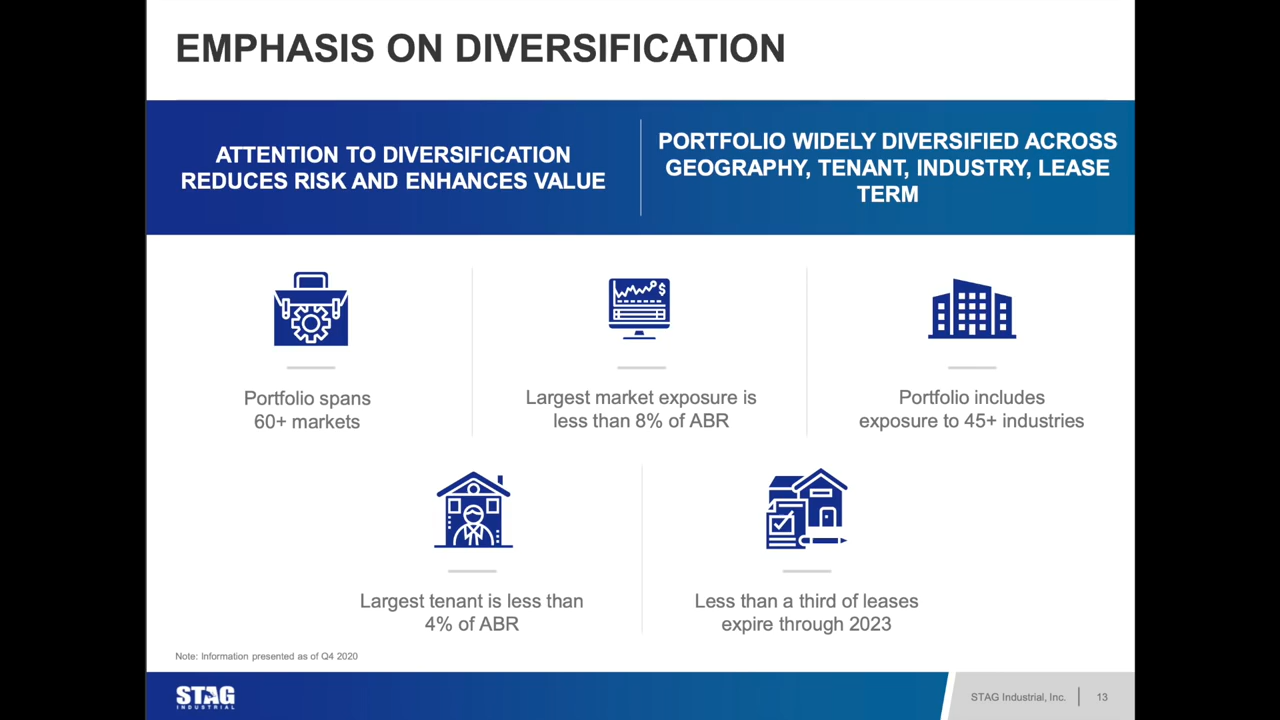 EMPHASIS ON DIVERSIFICATION
ATTENTION TO DIVERSIFICATION
REDUCES RISK AND ENHANCES VALUE
PORTFOLIO WIDELY DIVERSIFIED ACROSS
GEOGRAPHY, TENANT, INDUSTRY, LEASE
TERM
$
Portfolio spans
60+ markets
Largest market exposure is
less than 8% of ABR
Portfolio includes
exposure to 45+ industries
Largest tenant is less than
4% of ABR
Less than a third of leases
expire through 2023
Note: Information presented as of Q4 2020
STAG
INDUSTRIAL
STAG Industrial, Inc.
13